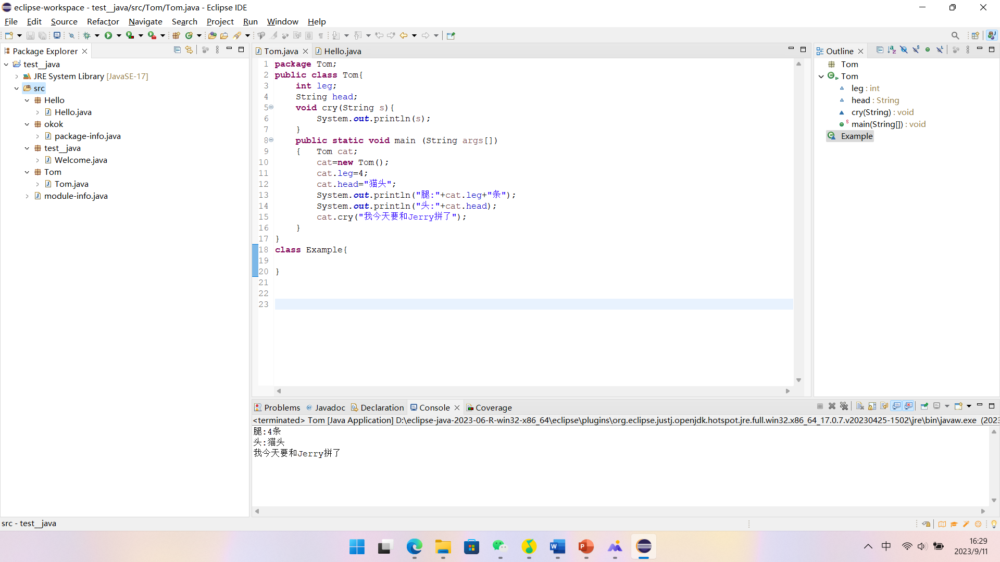 eclipse-workspace - test__java/src/Tom/Tom.java - Eclipse IDE
File Edit Source Refactor Navigate Search Project Run Window Help
Package Explorer
test__java
JRE System Library [JavaSE-17]
src
Hello
Hello.java
okok
package-info.java
test__java
Welcome.java
Tom
Tom.java
module-info.java
Tom.java Hello.java
1 package Tom;
2 public class Tom{
3 int leg;
4 String head;
5 void cry(String s){
6 System.out.println(s);
7 }
8 public static void main (String args[])
9 { Tom cat;
10 cat=new Tom();
11 cat.leg=4;
12 cat.head="猫头";
13 System.out.println("腿:"+cat.leg+"条");
14 System.out.println("头:"+cat.head);
15 cat.cry("我今天要和Jerry拼了");
16 }
17 }
18 class Example{
19
20 }
21
22
23
Outline
Tom
Tom
leg : int
head : String
cry(String) : void
main(String[]) : void
Example
Problems Javadoc Declaration Console Coverage
<terminated> Tom [Java Application] D:\eclipse-java-2023-06-R-win32-x86_64\eclipse\plugins\org.eclipse.justj.openjdk.hotspot.jre.full.win32.x86_64_17.0.7.v20230425-1502\jre\bin\javaw.exe (2023
腿:4条
头:猫头
我今天要和Jerry拼了
src - test__java
中
16:29
2023/9/11